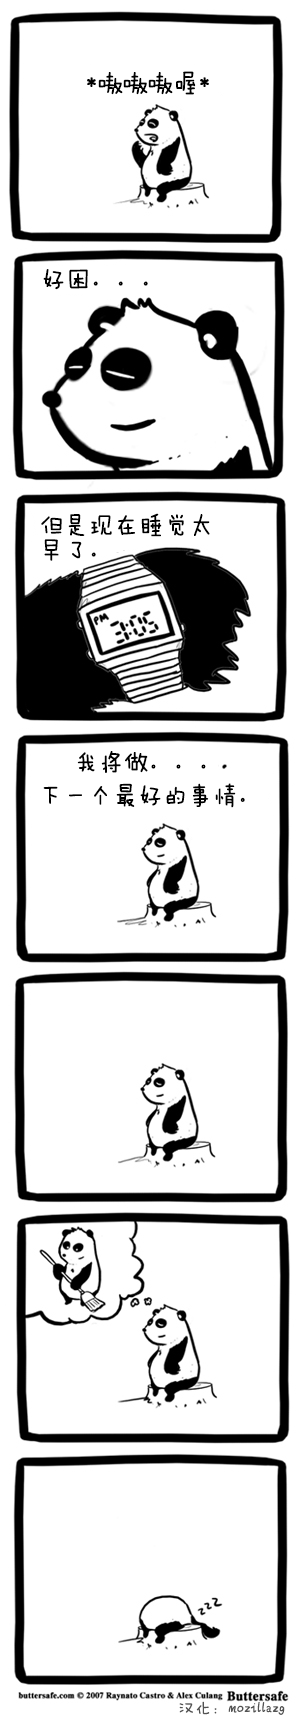 *嗷嗷嗷喔*
好困...
但是现在睡觉太
早了.
PM
3:05
我将做....
下一个最好的事情.
zzz
buttersafe.com © 2007 Raynato Castro & Alex Culang Buttersafe
汉化: mozillazg